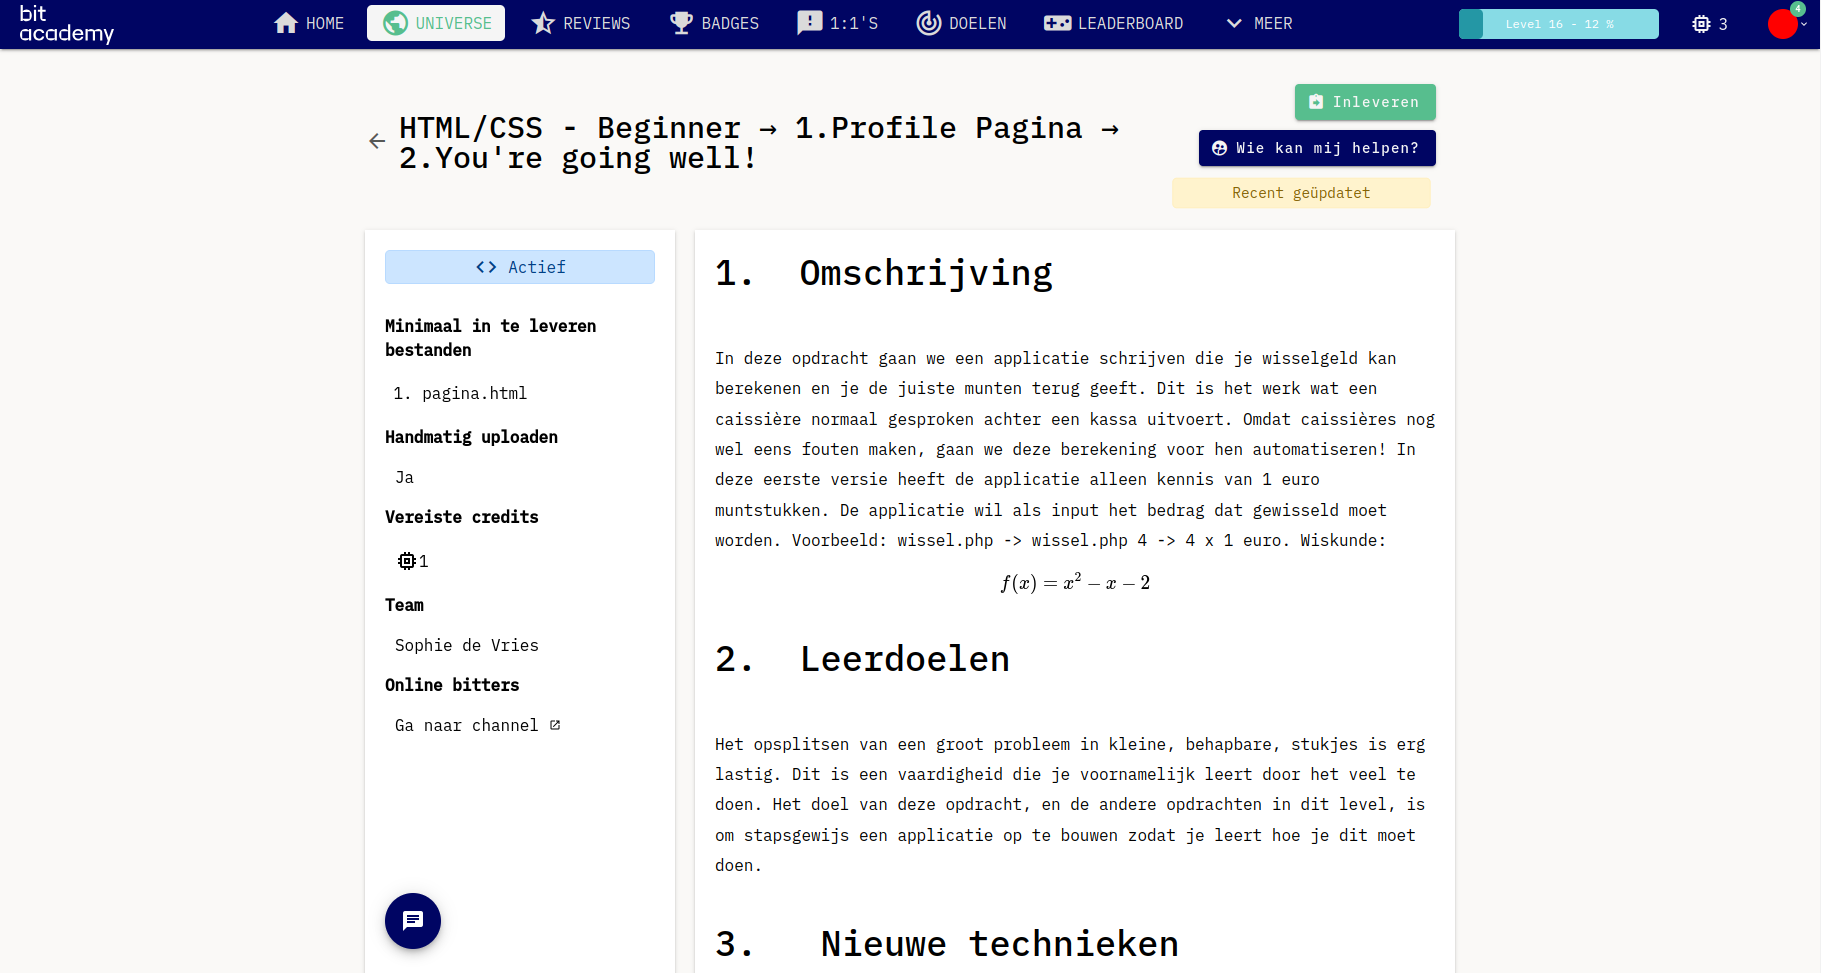 bit
academy
HOME
UNIVERSE
REVIEWS
BADGES
1:1'S
DOELEN
LEADERBOARD
MEER
Level 16 - 12 %
3
4
HTML/CSS - Beginner → 1.Profile Pagina →
2.You're going well!
Inleveren
Wie kan mij helpen?
Recent geüpdatet
Actief
Minimaal in te leveren
bestanden
1. pagina.html
Handmatig uploaden
Ja
Vereiste credits
1
Team
Sophie de Vries
Online bitters
Ga naar channel
1. Omschrijving
In deze opdracht gaan we een applicatie schrijven die je wisselgeld kan
berekenen en je de juiste munten terug geeft. Dit is het werk wat een
caissière normaal gesproken achter een kassa uitvoert. Omdat caissières nog
wel eens fouten maken, gaan we deze berekening voor hen automatiseren! In
deze eerste versie heeft de applicatie alleen kennis van 1 euro
muntstukken. De applicatie wil als input het bedrag dat gewisseld moet
worden. Voorbeeld: wissel.php -> wissel.php 4 -> 4 x 1 euro. Wiskunde:
f(x) = x² − x − 2
2. Leerdoelen
Het opsplitsen van een groot probleem in kleine, behapbare, stukjes is erg
lastig. Dit is een vaardigheid die je voornamelijk leert door het veel te
doen. Het doel van deze opdracht, en de andere opdrachten in dit level, is
om stapsgewijs een applicatie op te bouwen zodat je leert hoe je dit moet
doen.
3. Nieuwe technieken